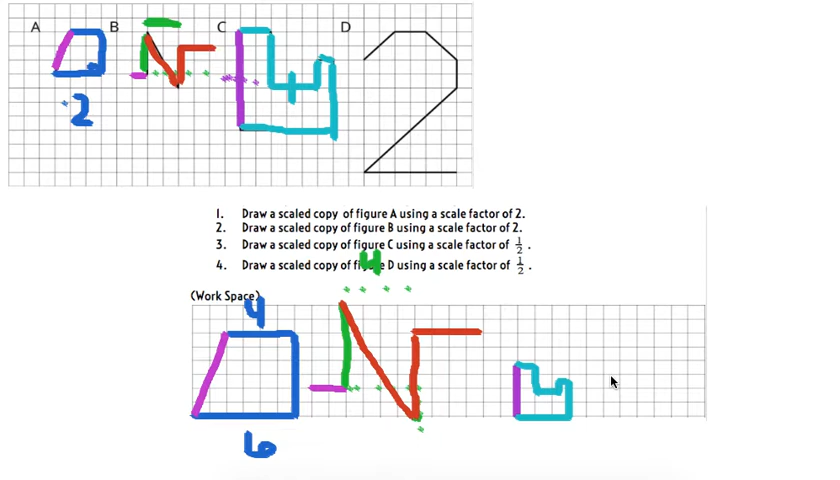 A B C D
2
1. Draw a scaled copy of figure A using a scale factor of 2.
2. Draw a scaled copy of figure B using a scale factor of 2.
3. Draw a scaled copy of figure C using a scale factor of 1/2.
4. Draw a scaled copy of figure D using a scale factor of 1/2.
4
(Work Space)
4
6